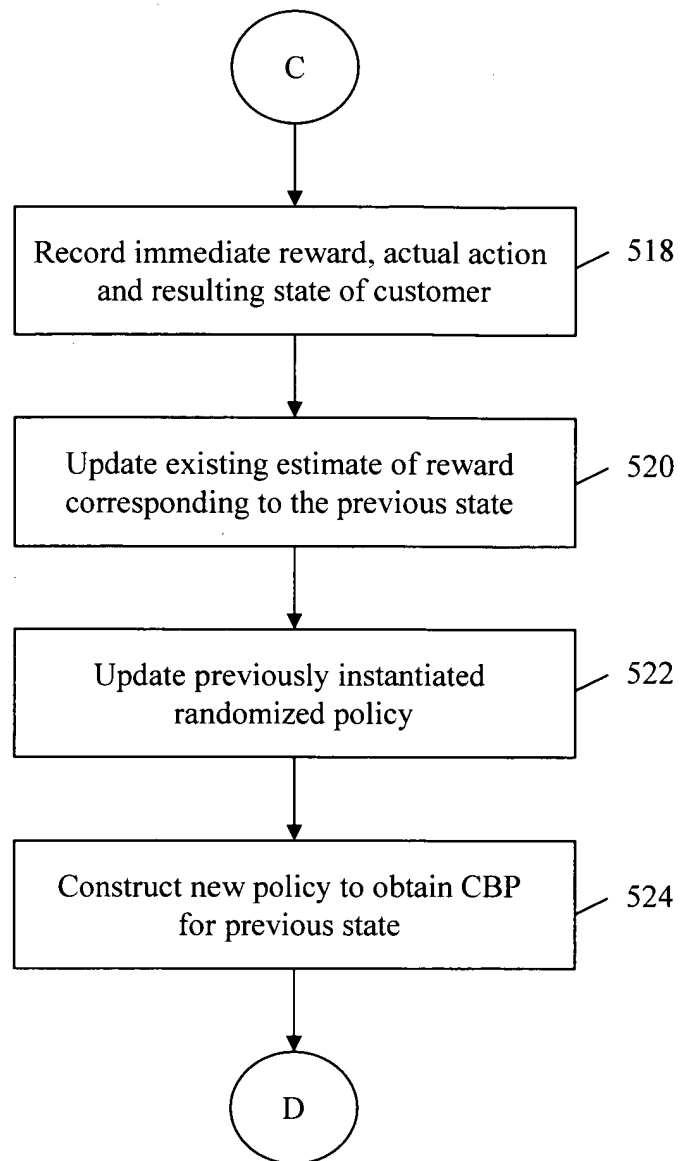 C
Record immediate reward, actual action
and resulting state of customer
518
Update existing estimate of reward
corresponding to the previous state
520
Update previously instantiated
randomized policy
522
Construct new policy to obtain CBP
for previous state
524
D